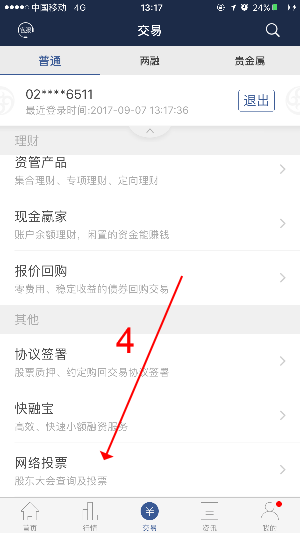 中国移动 4G 13:17 24%
交易
普通 两融 贵金属
02****6511
退出
最近登录时间:2017-09-07 13:17:36
理财
资管产品
集合理财、专项理财、定向理财
现金赢家
账户余额理财，闲置的资金能赚钱
报价回购
零费用、稳定收益的债券回购交易
其他
4
协议签署
股票质押、约定购回交易协议签署
快融宝
高效、快速小额融资服务
网络投票
股东大会查询及投票
首页 行情 交易 资讯 我的